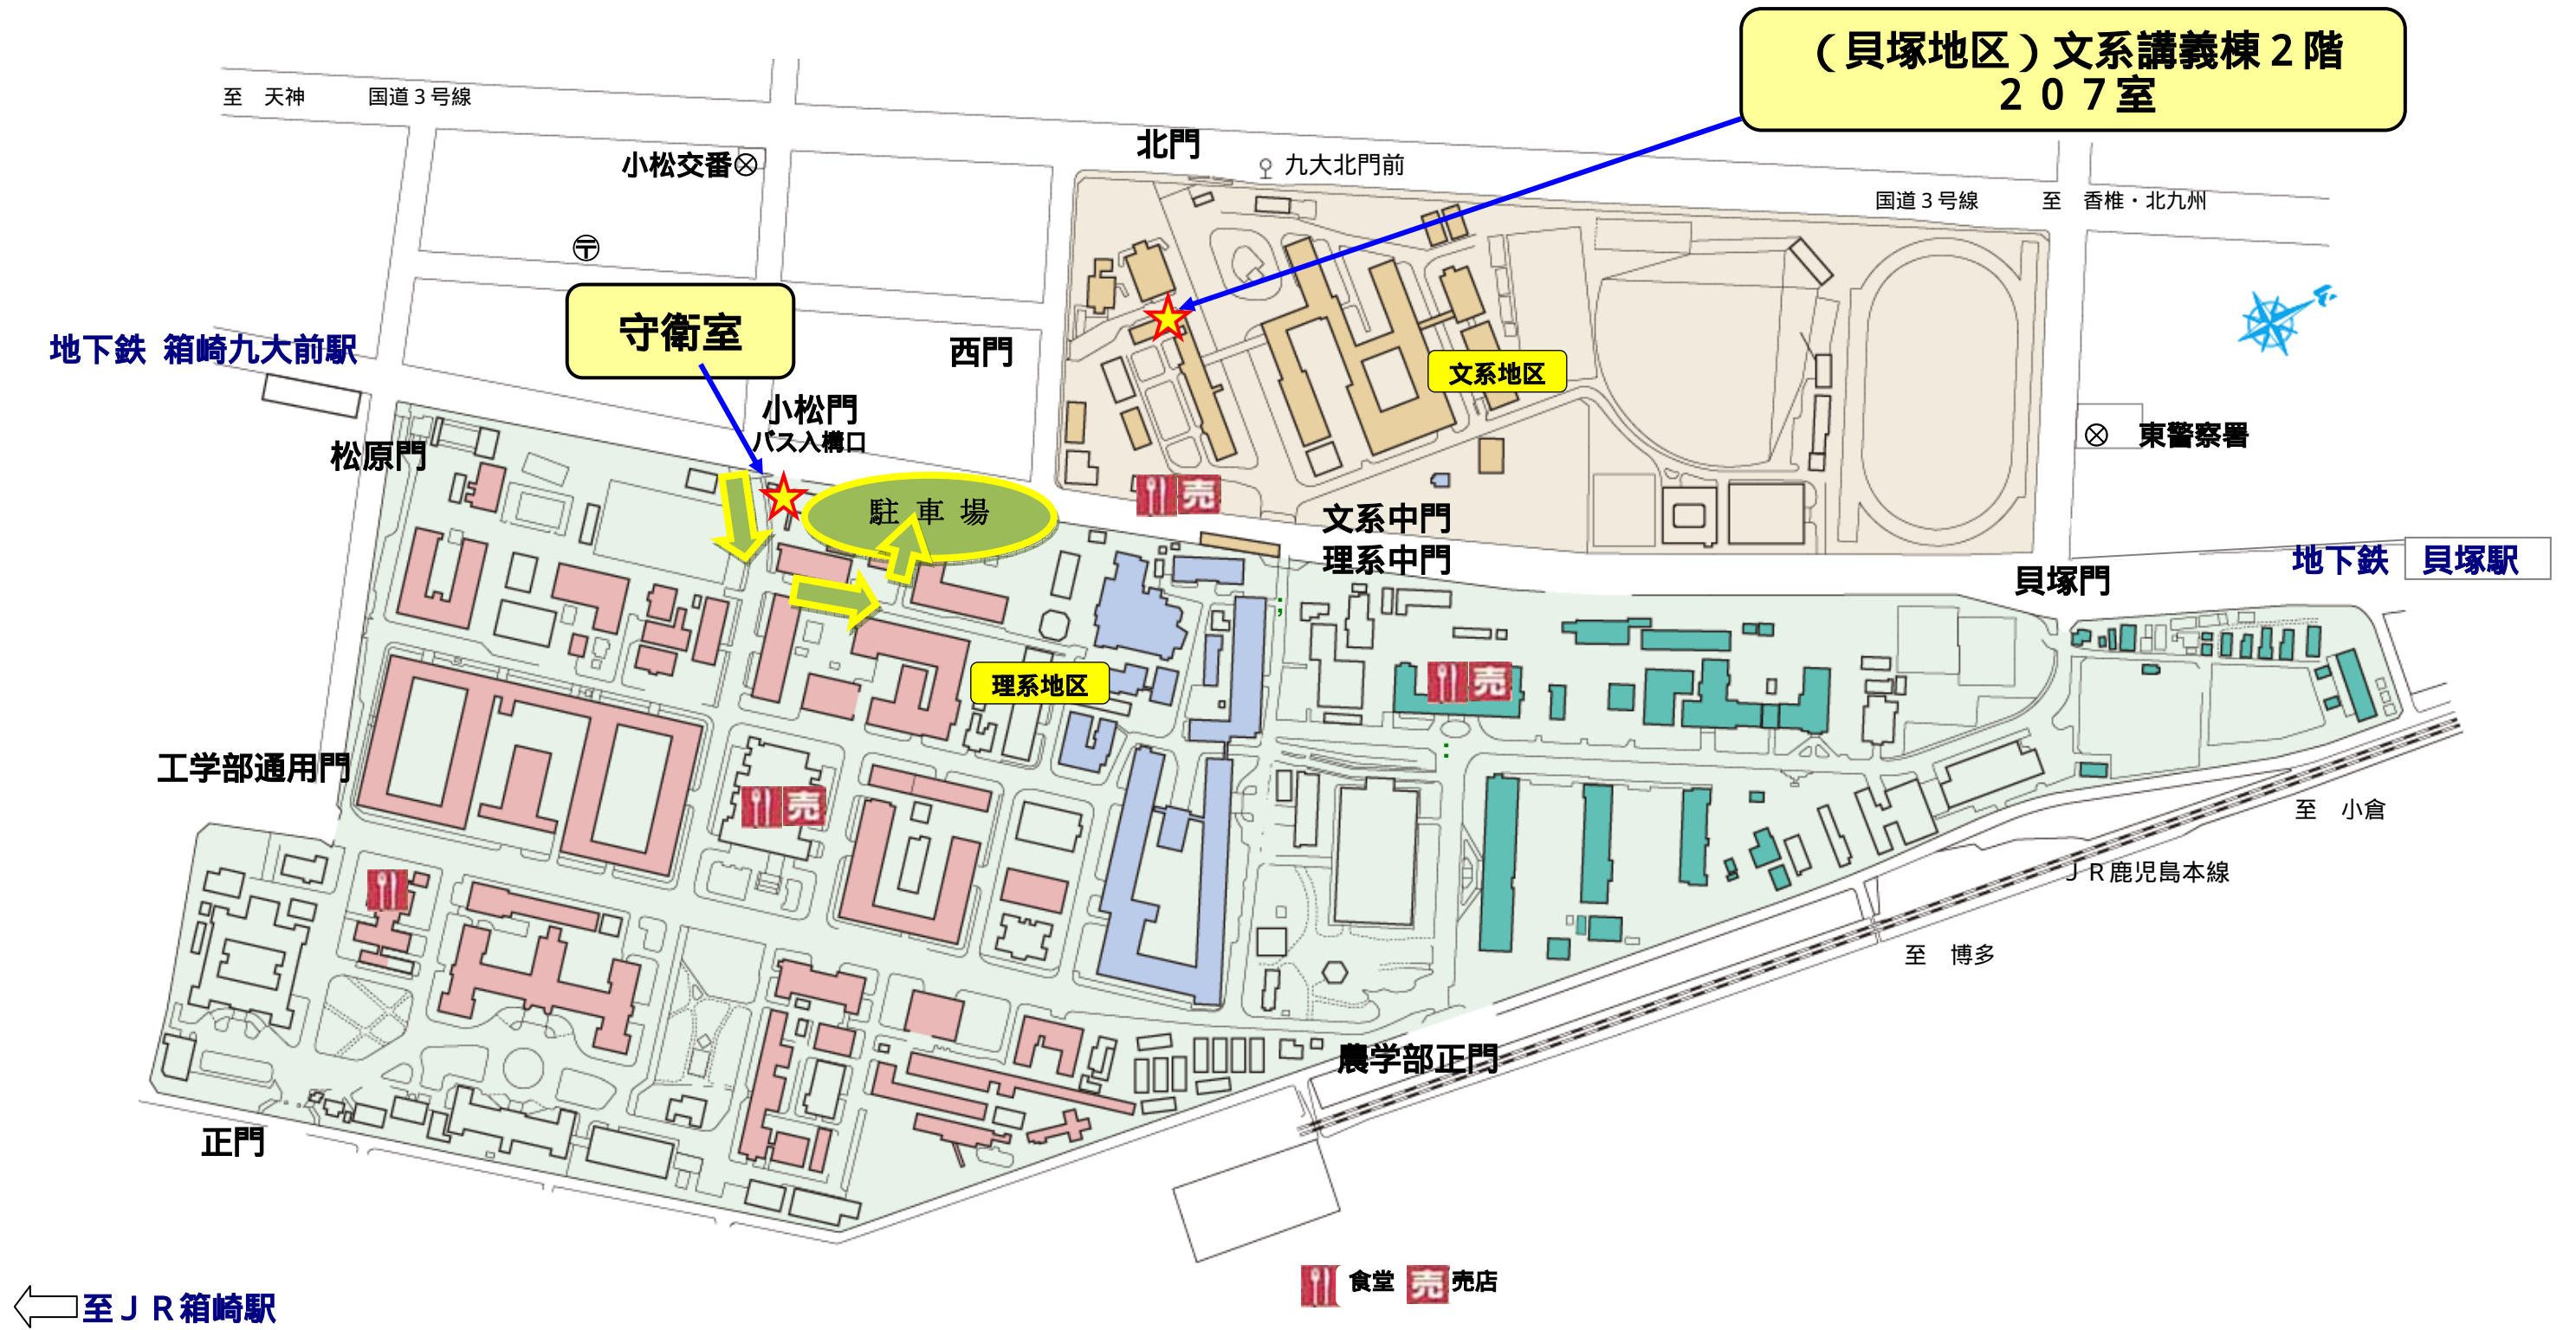 （貝塚地区）文系講義棟２階
２０７室
至　天神
国道３号線
北門
小松交番
九大北門前
国道３号線
至　香椎・北九州
守衛室
地下鉄 箱崎九大前駅
西門
文系地区
小松門
バス入構口
松原門
東警察署
売
駐 車 場
文系中門
理系中門
地下鉄　貝塚駅
貝塚門
理系地区
売
工学部通用門
売
至　小倉
ＪＲ鹿児島本線
至　博多
農学部正門
正門
食堂 売 売店
至ＪＲ箱崎駅